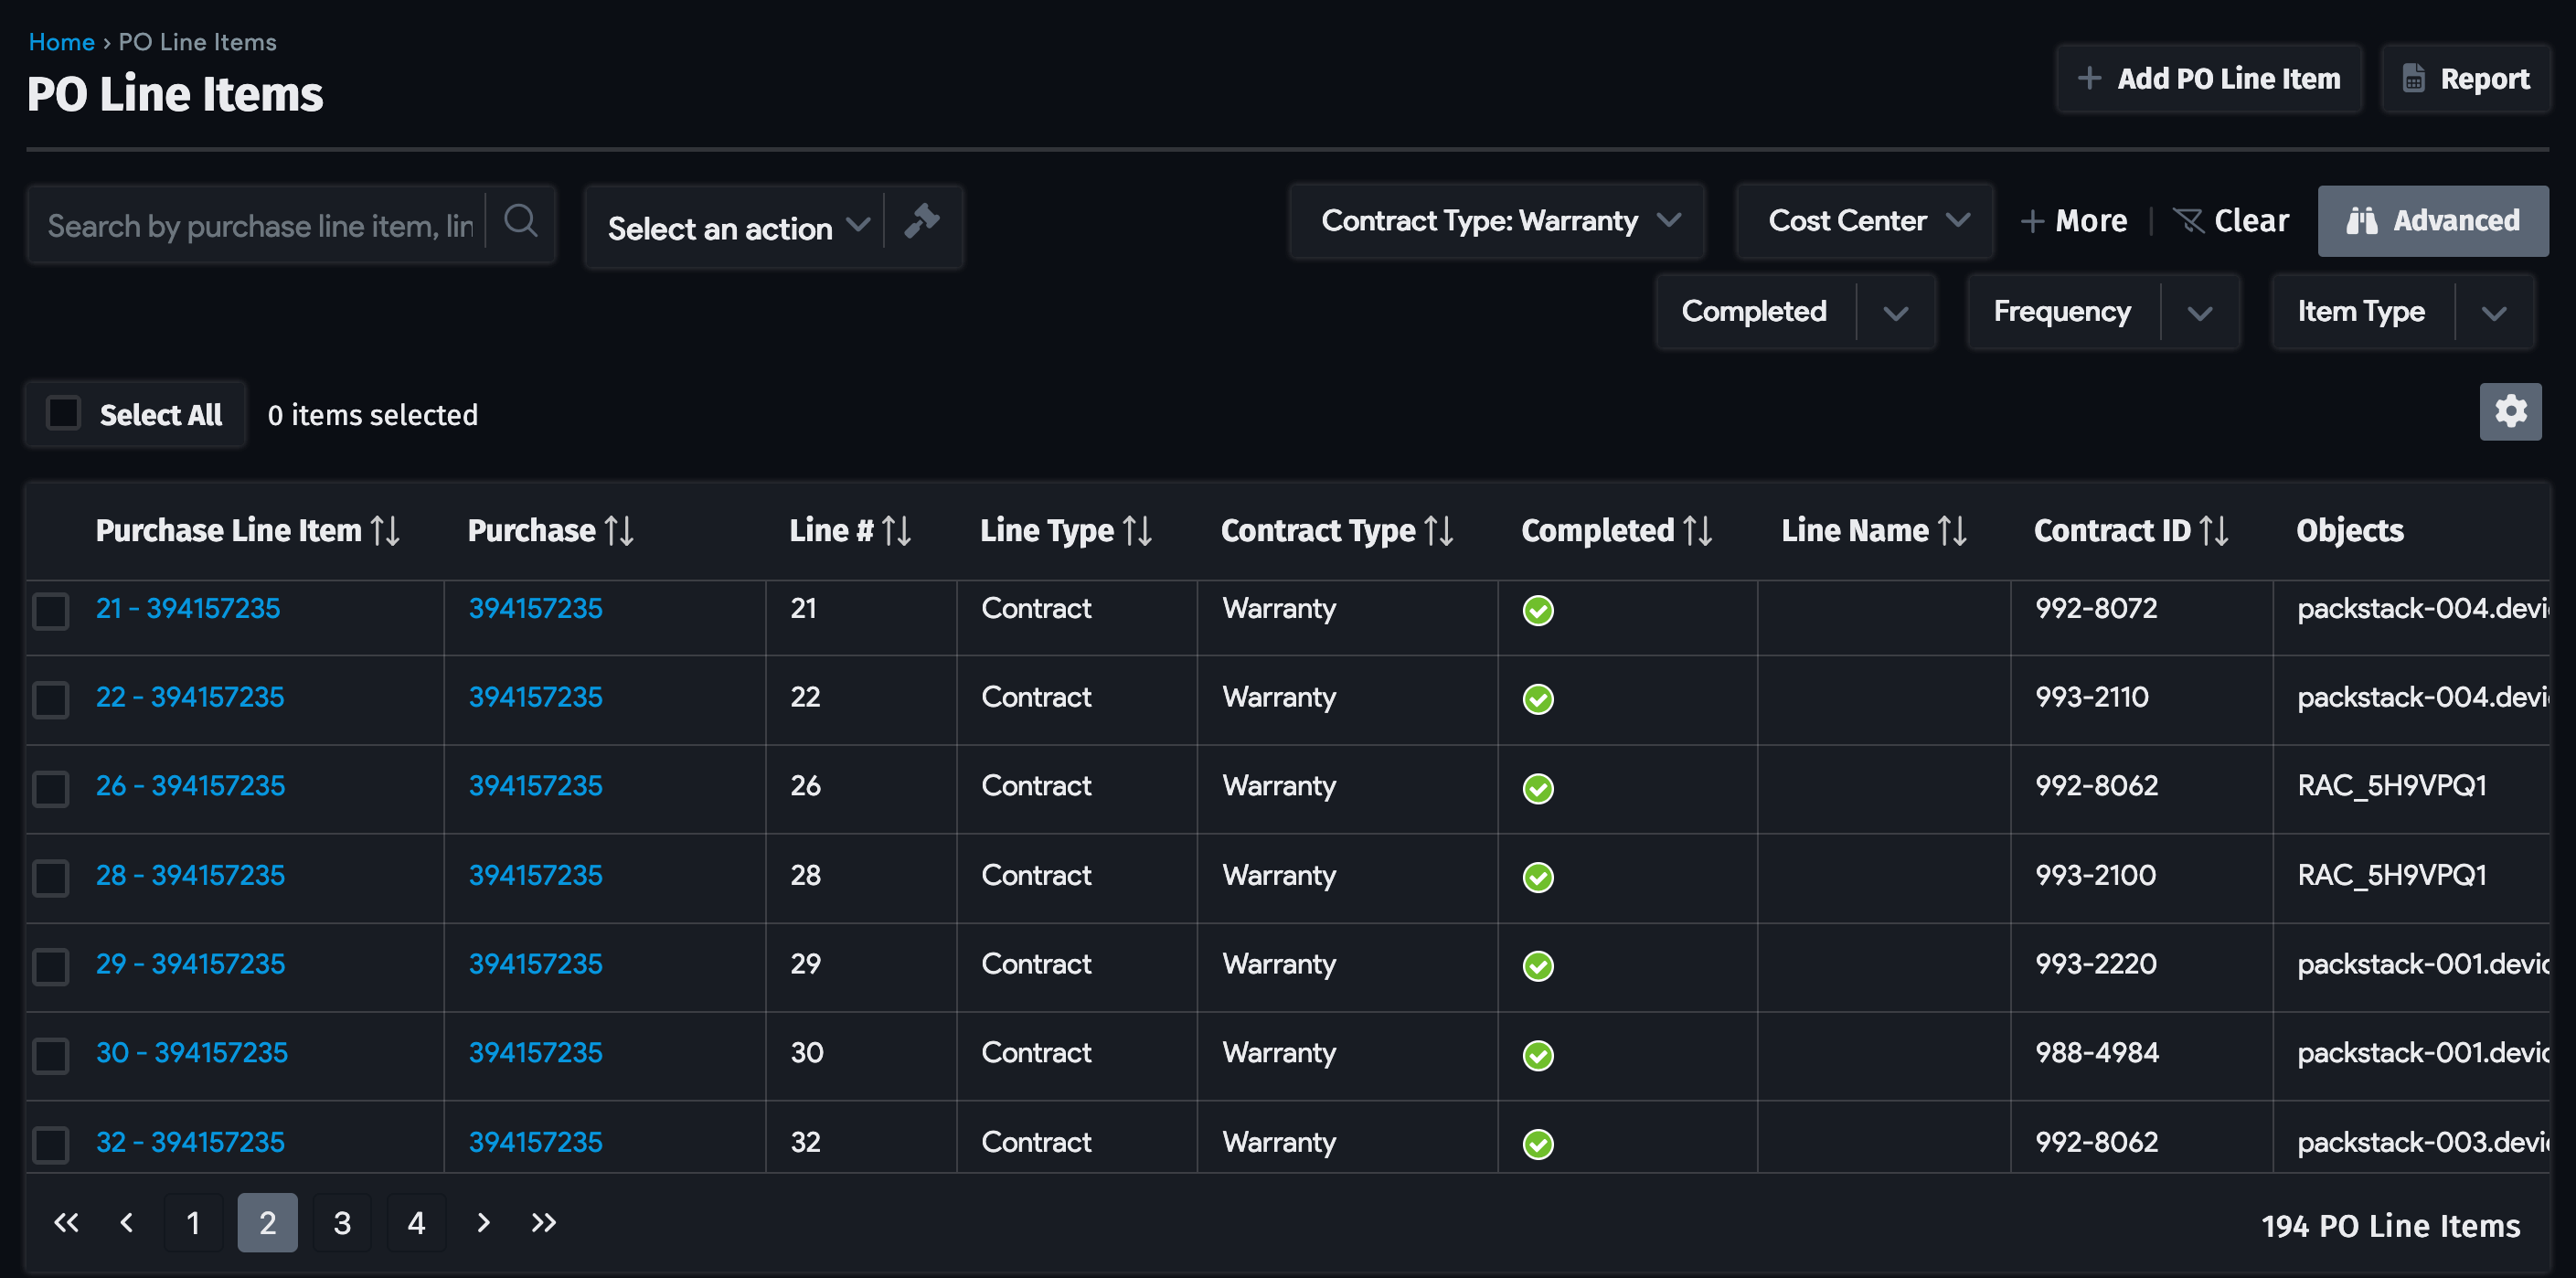 Home › PO Line Items
PO Line Items
Add PO Line Item
Report
Search by purchase line item, lin
Select an action
Contract Type: Warranty
Cost Center
More
Clear
Advanced
Completed
Frequency
Item Type
Select All
0 items selected
Purchase Line Item Purchase Line # Line Type Contract Type Completed Line Name Contract ID Objects
21 - 394157235 394157235 21 Contract Warranty 992-8072 packstack-004.devi
22 - 394157235 394157235 22 Contract Warranty 993-2110 packstack-004.devi
26 - 394157235 394157235 26 Contract Warranty 992-8062 RAC_5H9VPQ1
28 - 394157235 394157235 28 Contract Warranty 993-2100 RAC_5H9VPQ1
29 - 394157235 394157235 29 Contract Warranty 993-2220 packstack-001.devic
30 - 394157235 394157235 30 Contract Warranty 988-4984 packstack-001.devic
32 - 394157235 394157235 32 Contract Warranty 992-8062 packstack-003.devi
1 2 3 4
194 PO Line Items